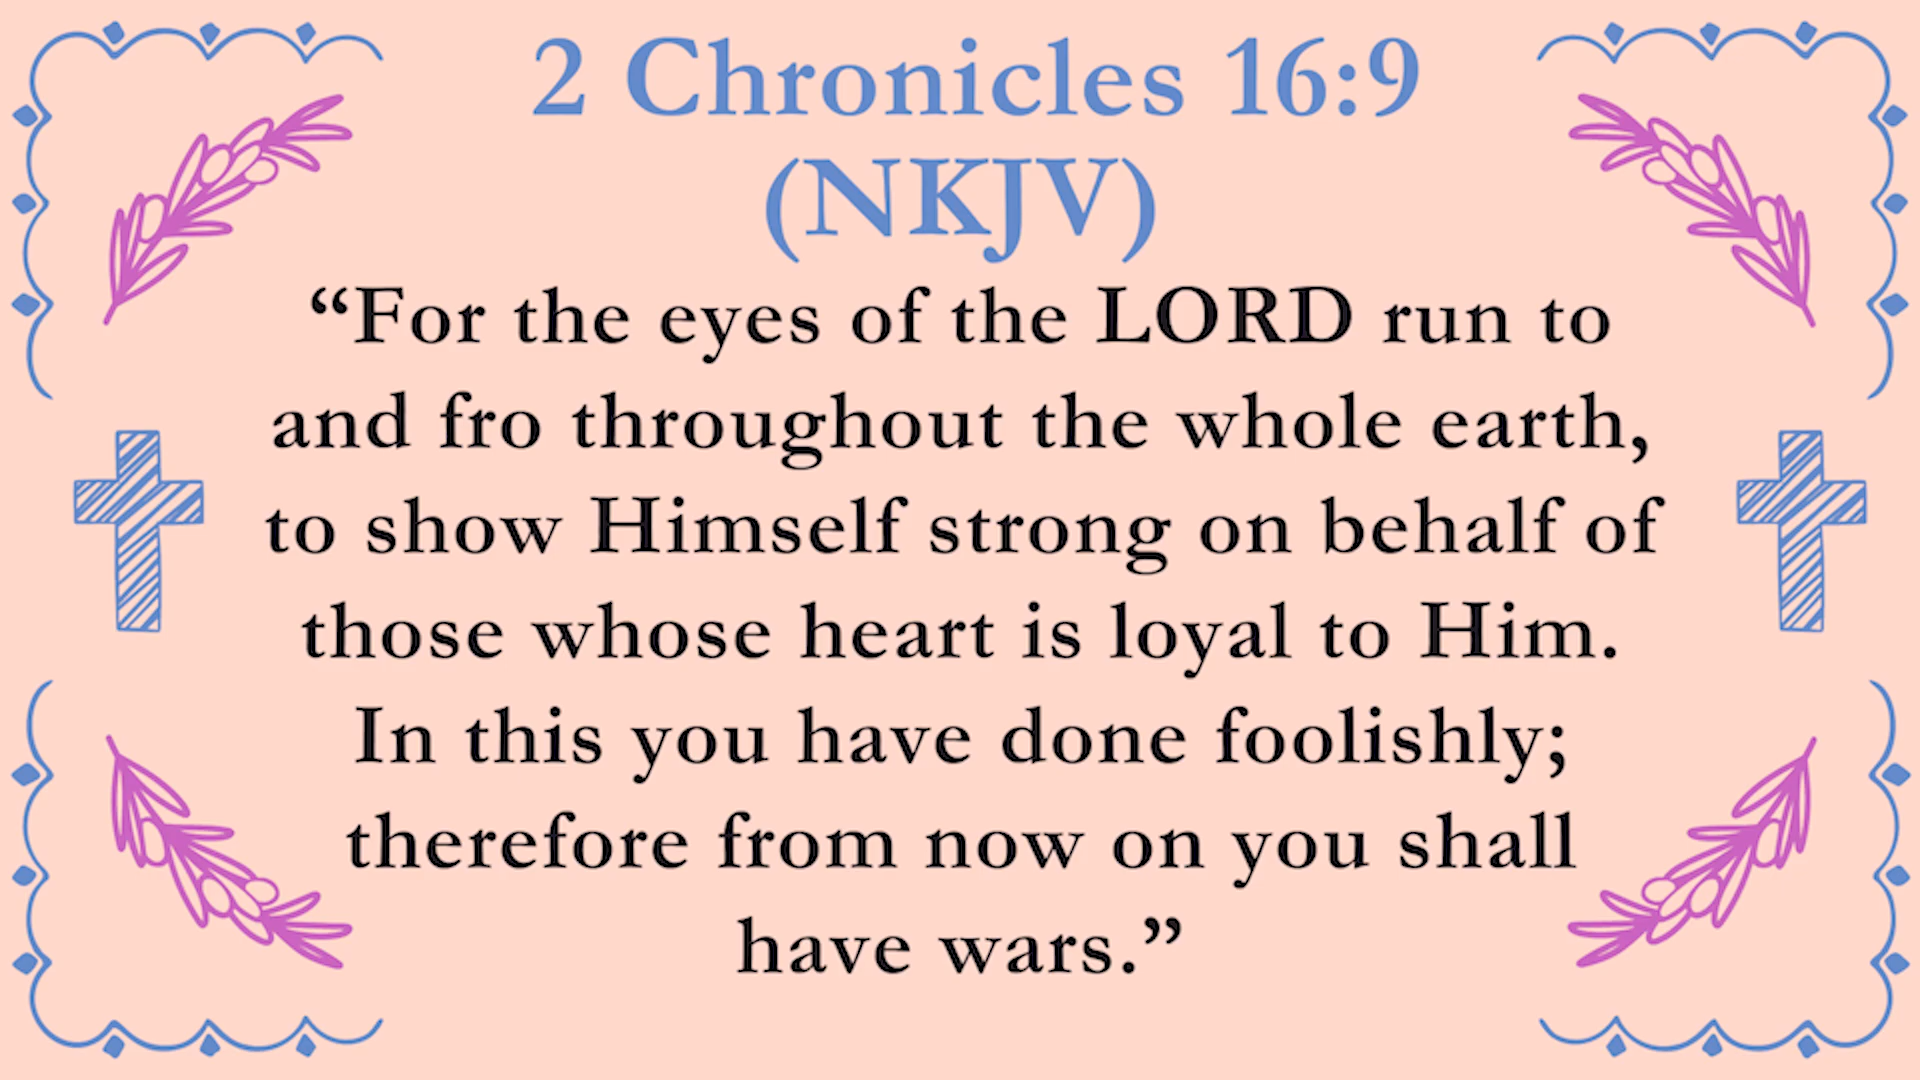 2 Chronicles 16:9
(NKJV)
“For the eyes of the LORD run to
and fro throughout the whole earth,
to show Himself strong on behalf of
those whose heart is loyal to Him.
In this you have done foolishly;
therefore from now on you shall
have wars.”